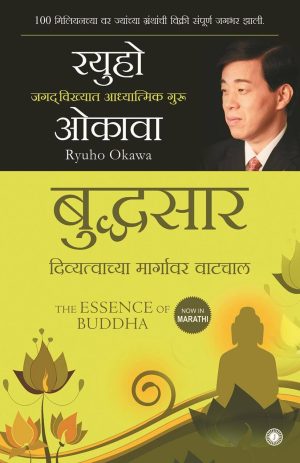 100 मिलियनच्या वर ज्यांच्या ग्रंथांची विक्री संपूर्ण जगभर झाली.
रयुहो
जगद्‌विख्यात आध्यात्मिक गुरू
ओकावा
Ryuho Okawa
बुद्धसार
दिव्यत्वाच्या मार्गावर वाटचाल
THE ESSENCE OF
BUDDHA
NOW IN
MARATHI